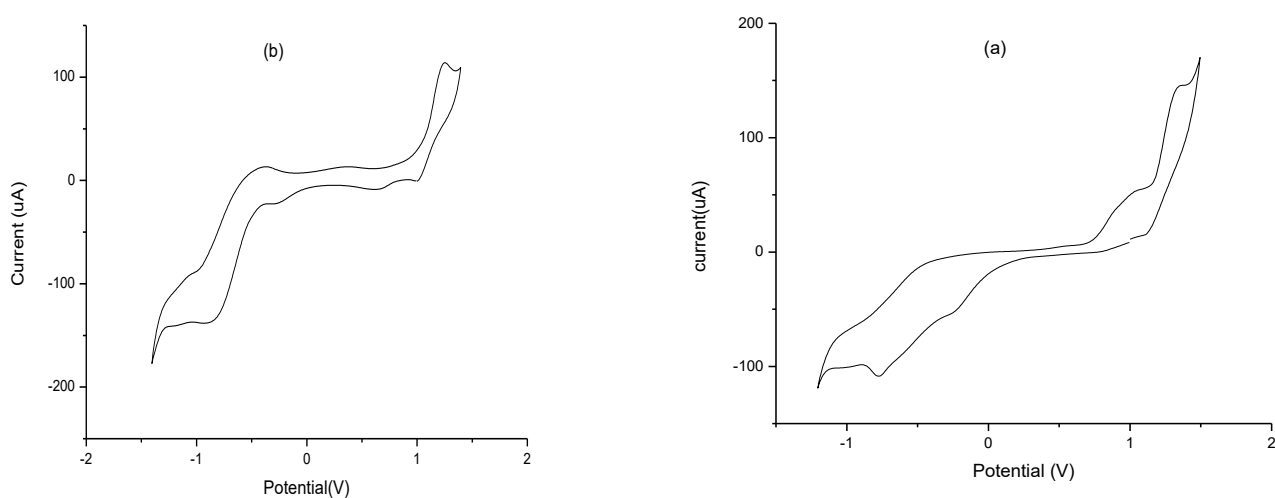 (b)
100
0
-100
-200
-2
-1
0
1
2
Current (uA)
Potential(V)
(a)
200
100
0
-100
-1
0
1
2
current(uA)
Potential (V)